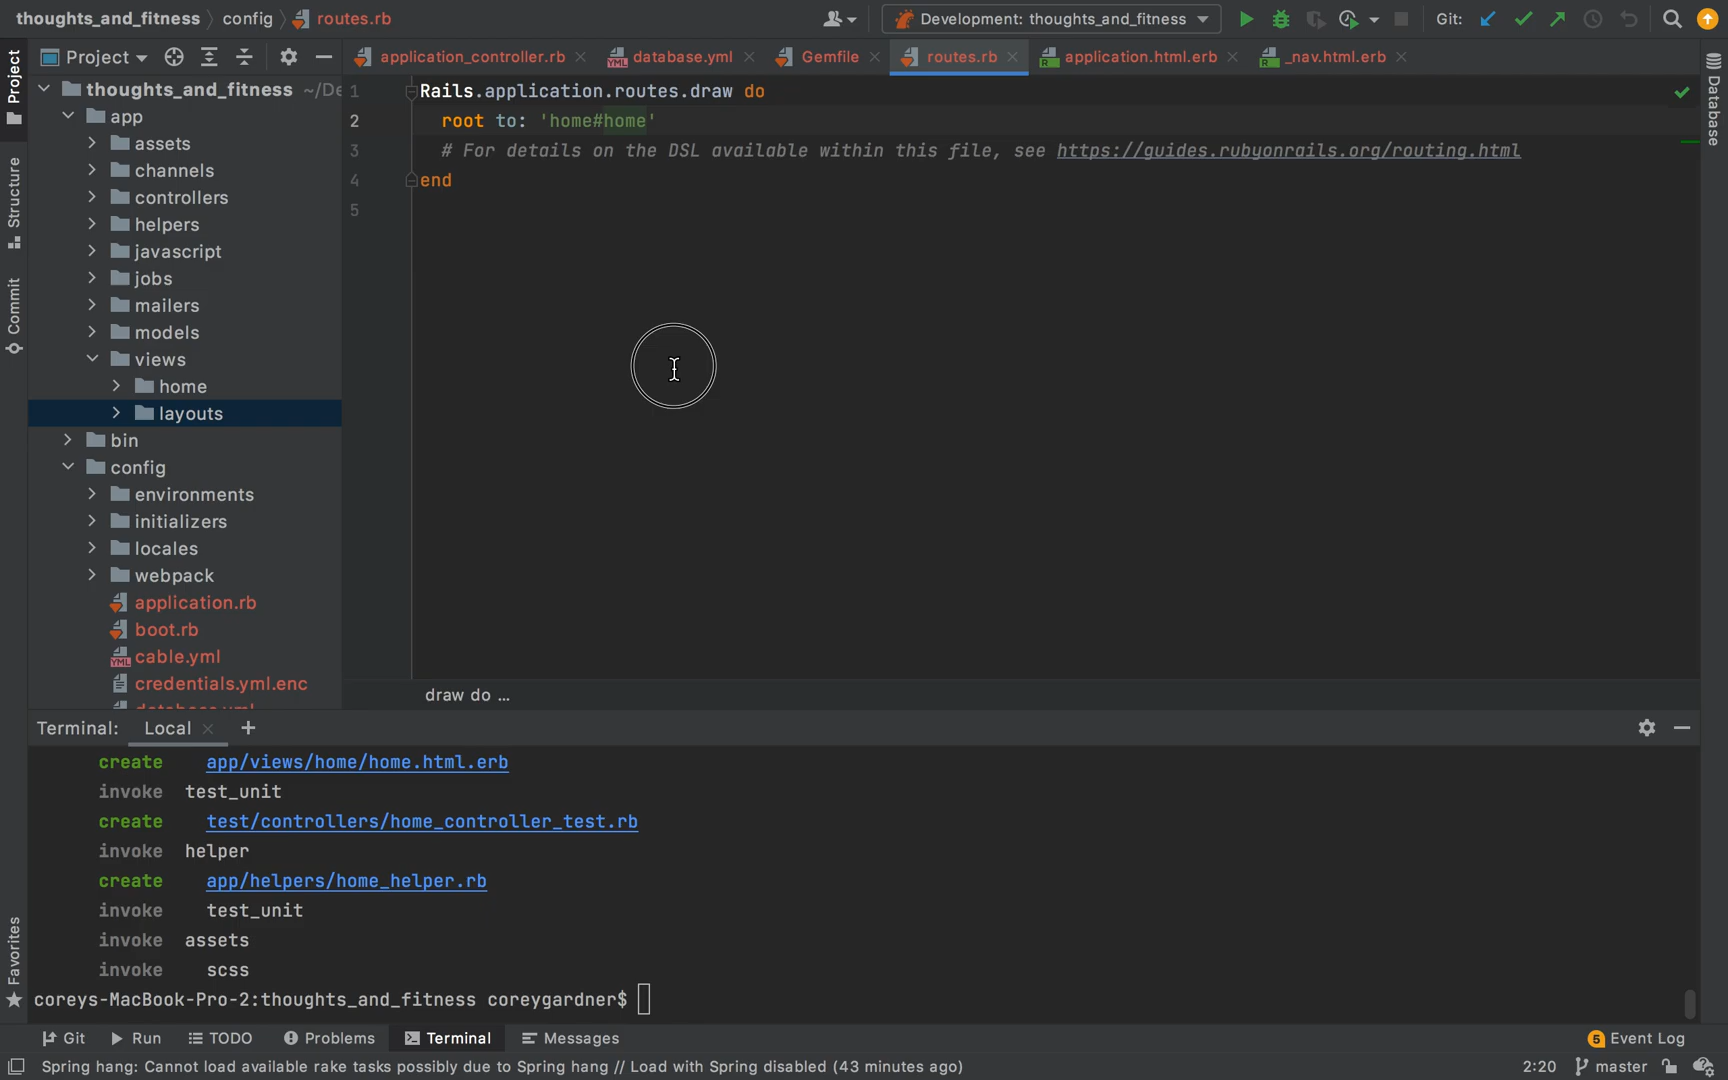 thoughts_and_fitness
config
routes.rb
Development: thoughts_and_fitness
Git:
Project
application_controller.rb
database.yml
Gemfile
routes.rb
application.html.erb
_nav.html.erb
Project
Structure
Commit
Favorites
Database
thoughts_and_fitness ~/De
app
assets
channels
controllers
helpers
javascript
jobs
mailers
models
views
home
layouts
bin
config
environments
initializers
locales
webpack
application.rb
boot.rb
cable.yml
credentials.yml.enc
database.yml
1 Rails.application.routes.draw do
2 root to: 'home#home'
3 # For details on the DSL available within this file, see https://guides.rubyonrails.org/routing.html
4 end
5
draw do ...
Terminal: Local
create app/views/home/home.html.erb
invoke test_unit
create test/controllers/home_controller_test.rb
invoke helper
create app/helpers/home_helper.rb
invoke test_unit
invoke assets
invoke scss
coreys-MacBook-Pro-2:thoughts_and_fitness coreygardner$
Git
Run
TODO
Problems
Terminal
Messages
5 Event Log
Spring hang: Cannot load available rake tasks possibly due to Spring hang // Load with Spring disabled (43 minutes ago)
2:20
master